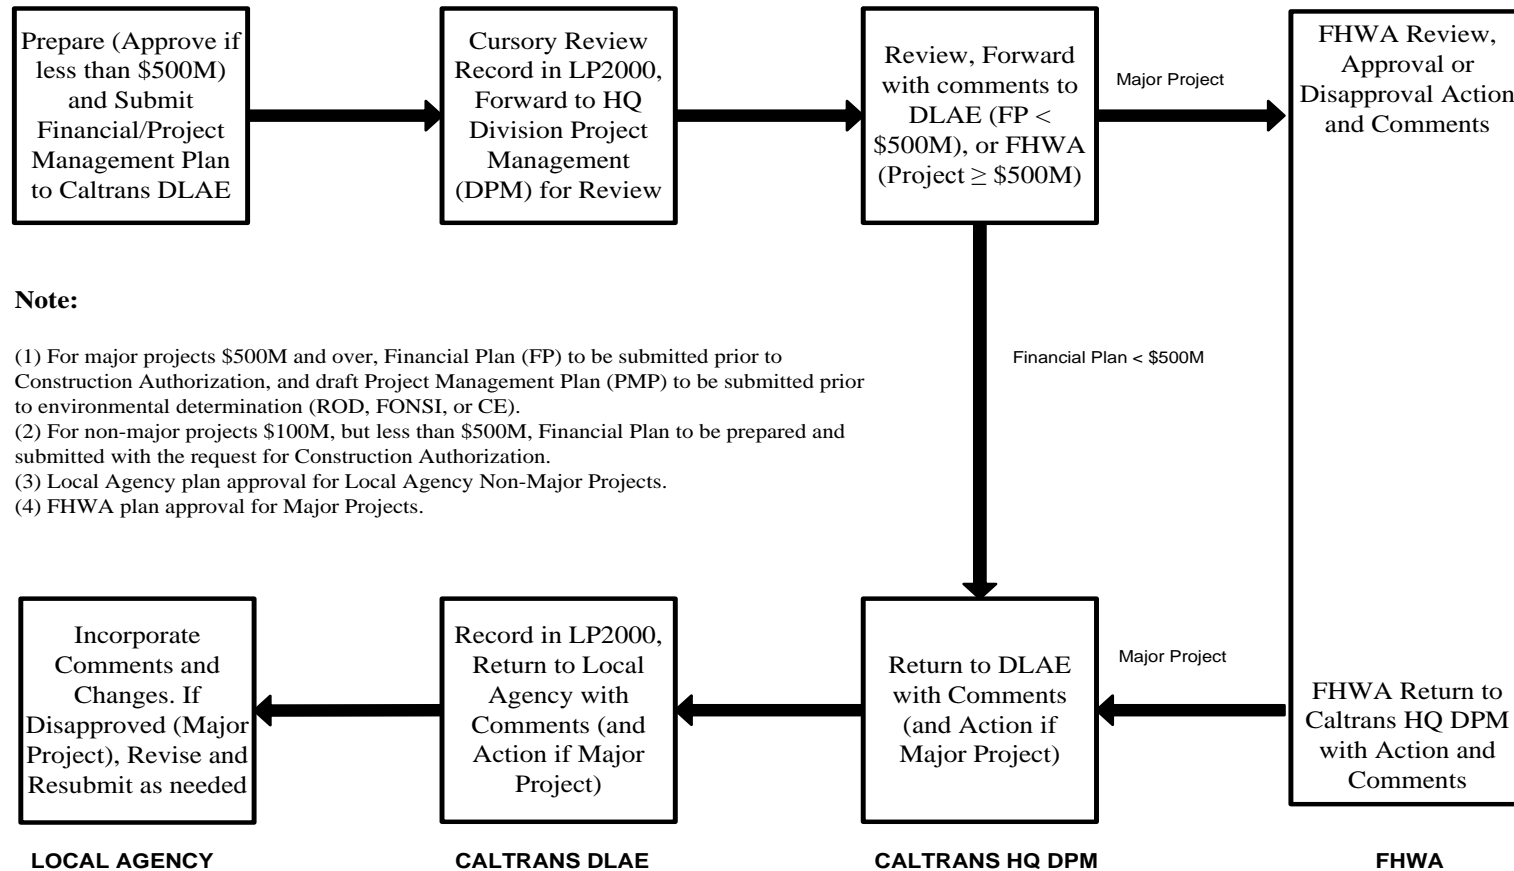 Prepare (Approve if
less than $500M)
and Submit
Financial/Project
Management Plan
to Caltrans DLAE
Cursory Review
Record in LP2000,
Forward to HQ
Division Project
Management
(DPM) for Review
Review, Forward
with comments to
DLAE (FP <
$500M), or FHWA
(Project ≥ $500M)
Major Project
FHWA Review,
Approval or
Disapproval Action
and Comments
Note:
(1) For major projects $500M and over, Financial Plan (FP) to be submitted prior to
Construction Authorization, and draft Project Management Plan (PMP) to be submitted prior
to environmental determination (ROD, FONSI, or CE).
(2) For non-major projects $100M, but less than $500M, Financial Plan to be prepared and
submitted with the request for Construction Authorization.
(3) Local Agency plan approval for Local Agency Non-Major Projects.
(4) FHWA plan approval for Major Projects.
Financial Plan < $500M
Incorporate
Comments and
Changes. If
Disapproved (Major
Project), Revise and
Resubmit as needed
Record in LP2000,
Return to Local
Agency with
Comments (and
Action if Major
Project)
Return to DLAE
with Comments
(and Action if
Major Project)
Major Project
FHWA Return to
Caltrans HQ DPM
with Action and
Comments
LOCAL AGENCY
CALTRANS DLAE
CALTRANS HQ DPM
FHWA